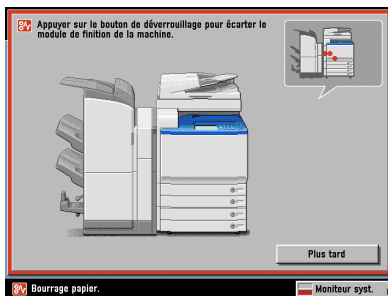 Appuyer sur le bouton de déverrouillage pour écarter le
module de finition de la machine.
Plus tard
Bourrage papier.
Moniteur syst.